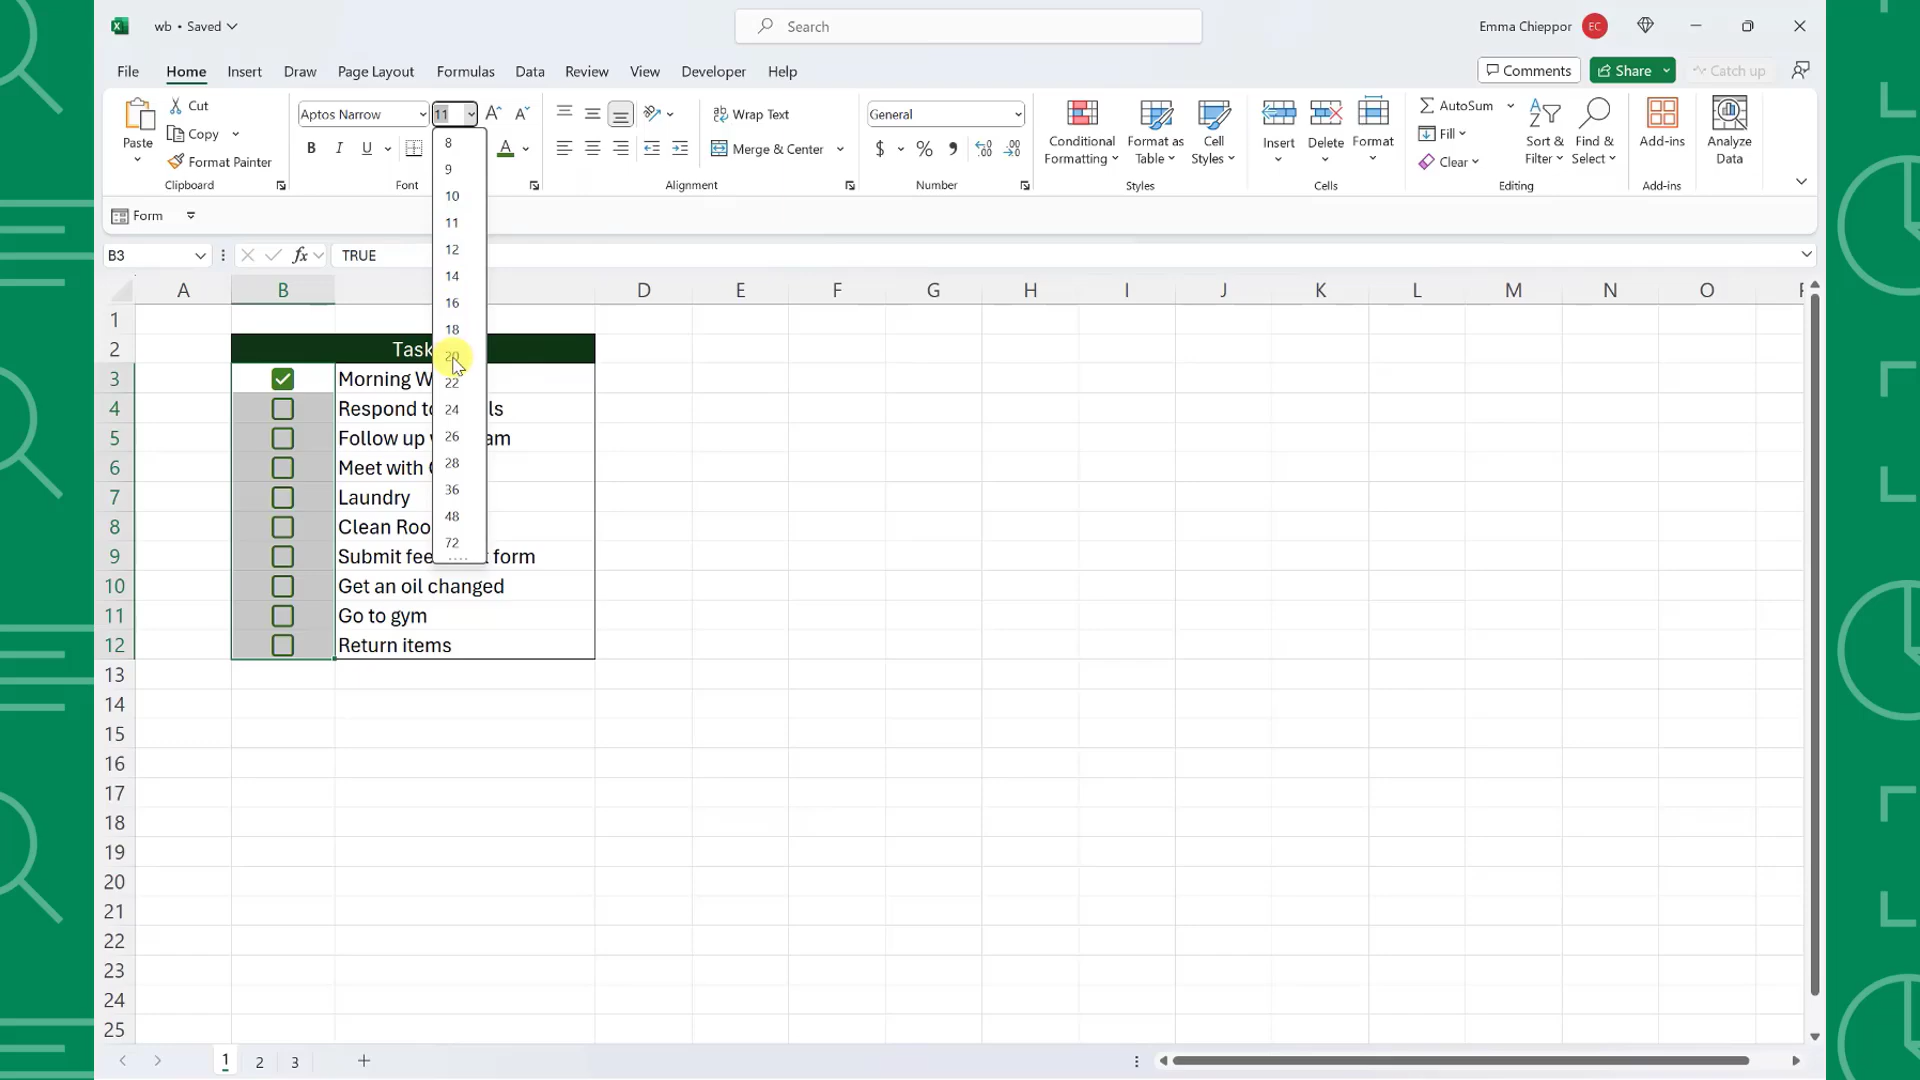 wb • Saved
Search
Emma Chieppor EC
File Home Insert Draw Page Layout Formulas Data Review View Developer Help
Comments Share Catch up
Paste
Cut
Copy
Format Painter
Clipboard
Aptos Narrow 11
B I U A
Font
Wrap Text
Merge & Center
Alignment
General
$ % 9
Number
Conditional Formatting
Format as Table
Cell Styles
Styles
Insert Delete Format
Cells
AutoSum
Fill
Clear
Sort & Filter
Find & Select
Editing
Add-ins
Add-ins
Analyze Data
Form
B3 fx TRUE
8
9
10
11
12
14
16
18
20
22
24
26
28
36
48
72
A B D E F G H I J K L M N O
1
2 Task
3 Morning W
4 Respond to ls
5 Follow up w am
6 Meet with
7 Laundry
8 Clean Roo
9 Submit fee form
10 Get an oil changed
11 Go to gym
12 Return items
13
14
15
16
17
18
19
20
21
22
23
24
25
1 2 3